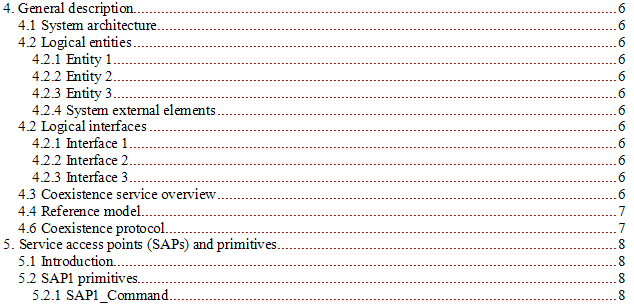 4. General description 6
4.1 System architecture 6
4.2 Logical entities 6
4.2.1 Entity 1 6
4.2.2 Entity 2 6
4.2.3 Entity 3 6
4.2.4 System external elements 6
4.2 Logical interfaces 6
4.2.1 Interface 1 6
4.2.2 Interface 2 6
4.2.3 Interface 3 6
4.3 Coexistence service overview 6
4.4 Reference model 7
4.6 Coexistence protocol 7
5. Service access points (SAPs) and primitives 8
5.1 Introduction 8
5.2 SAP1 primitives 8
5.2.1 SAP1_Command 8